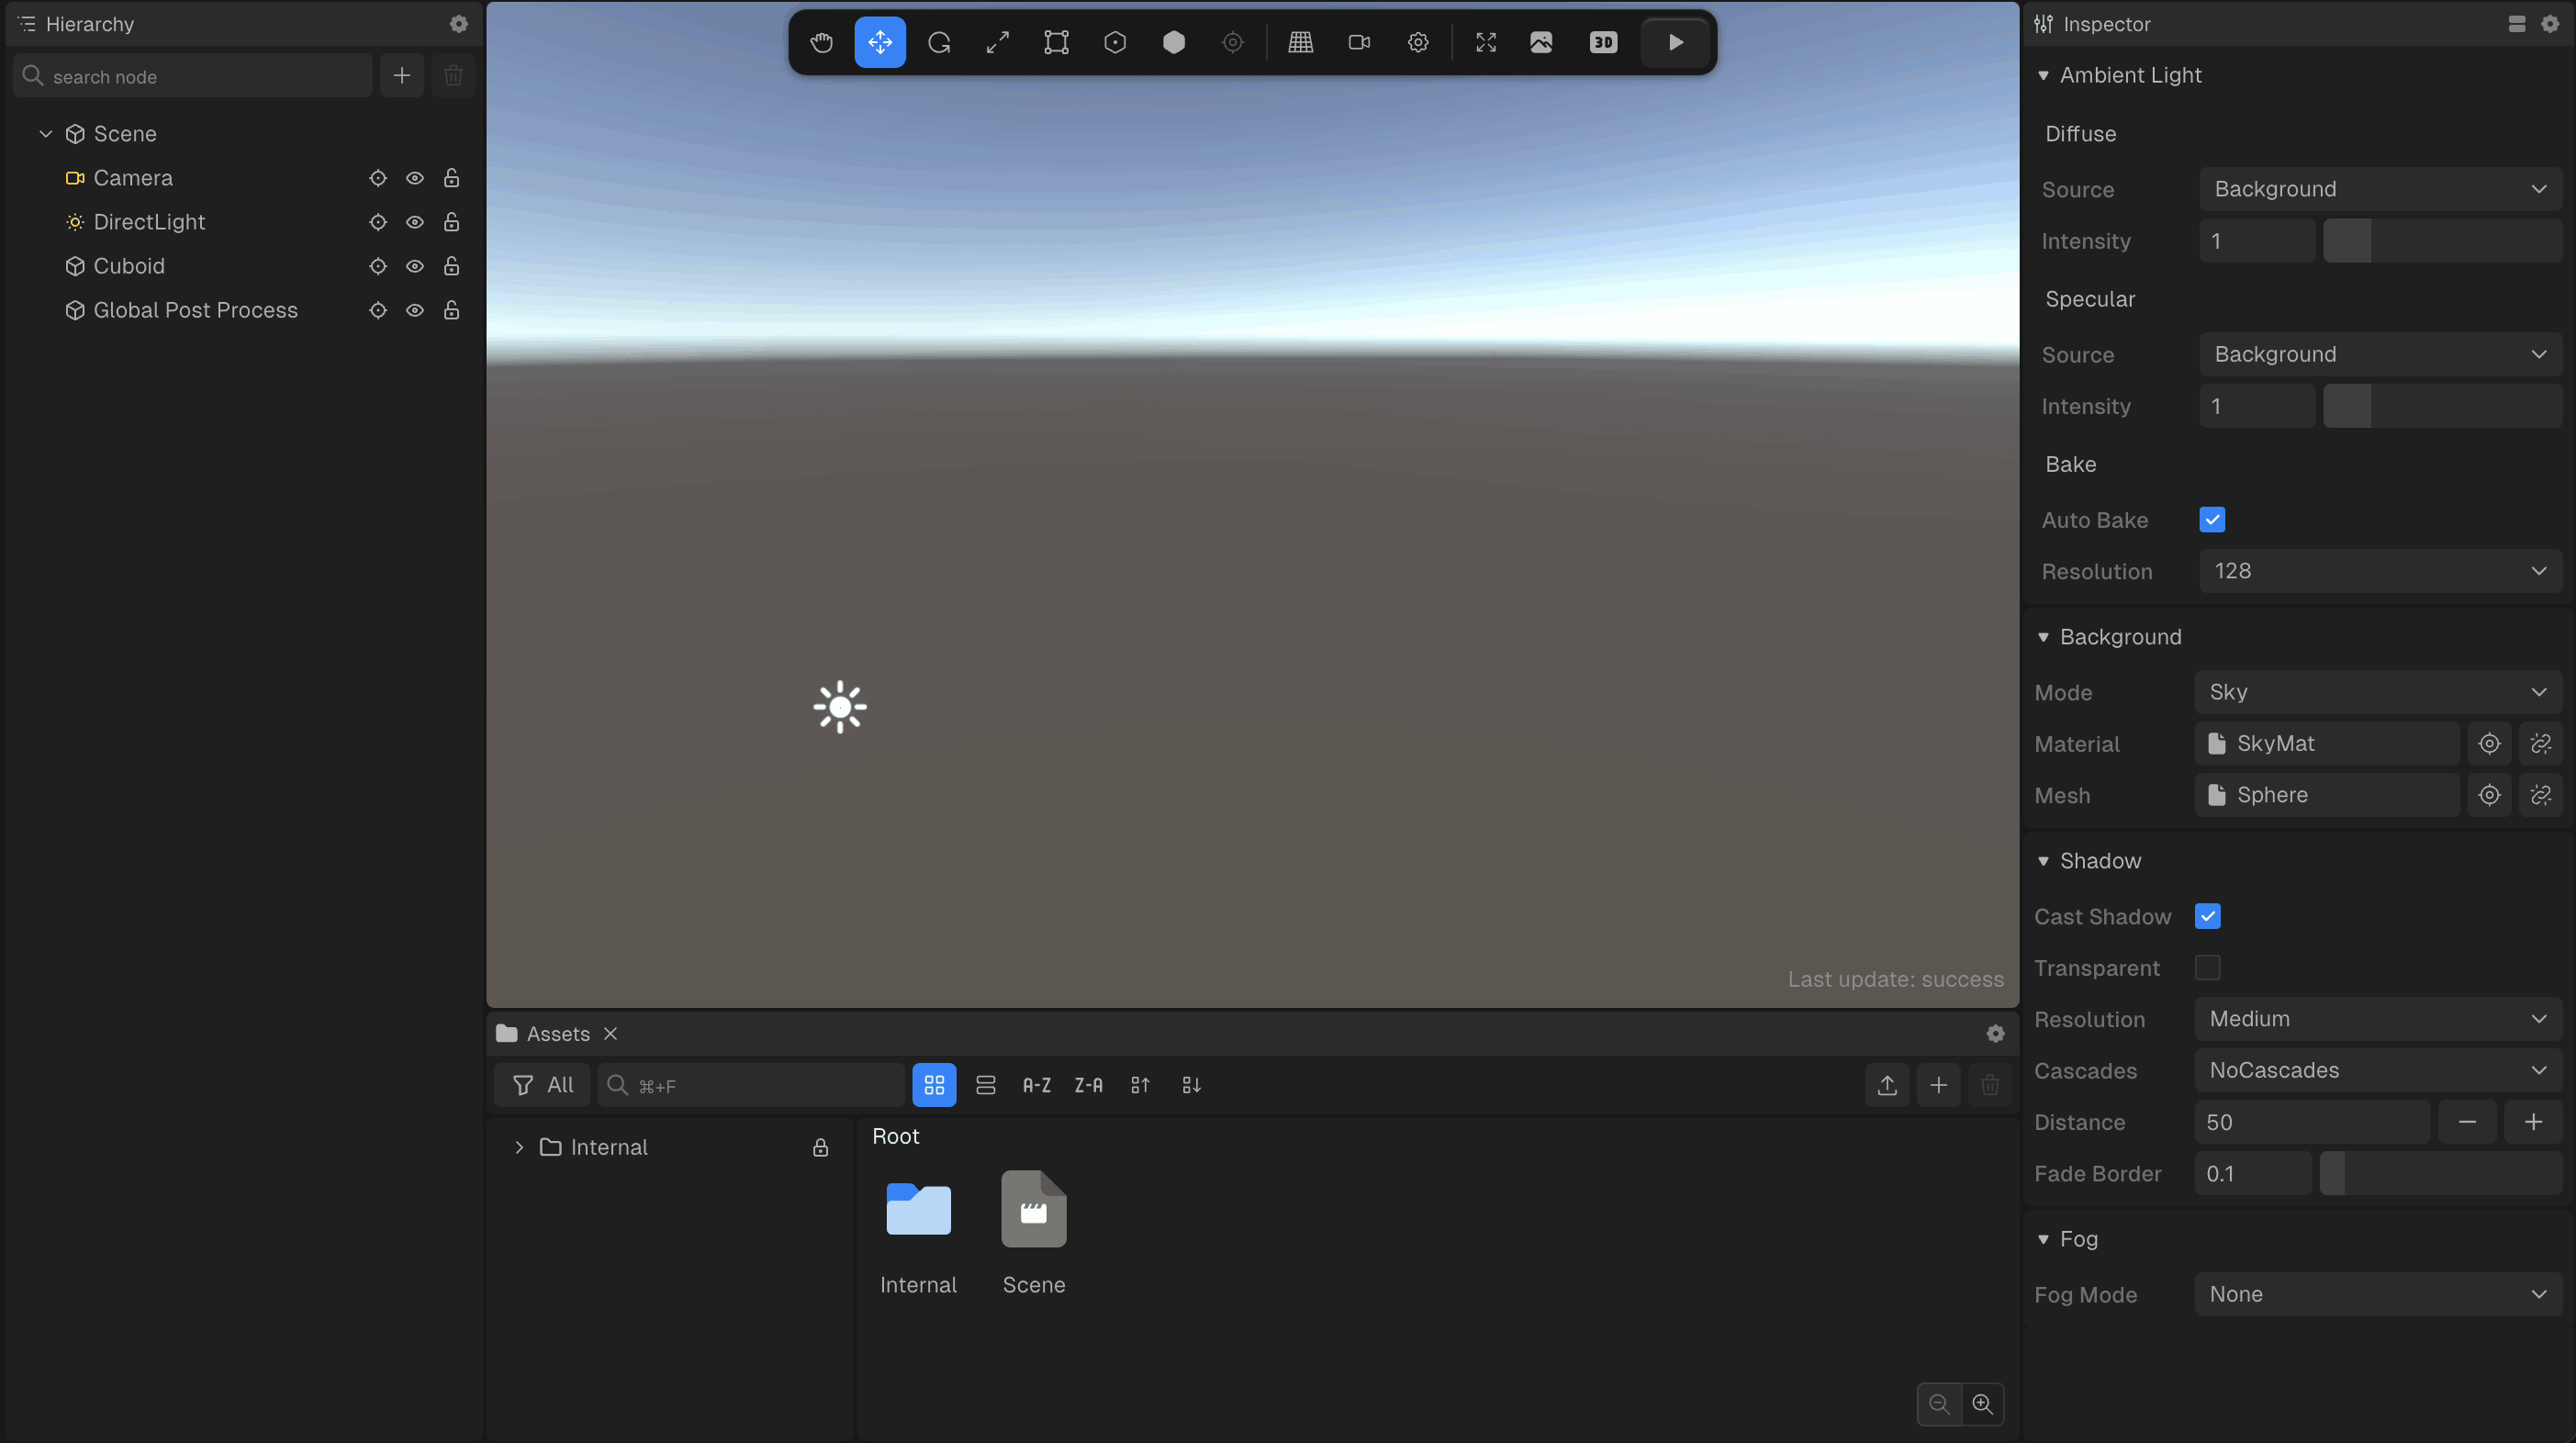 Hierarchy
search node
Scene
Camera
DirectLight
Cuboid
Global Post Process
3D
Last update: success
Assets
All
⌘+F
A-Z
Z-A
Internal
Root
Internal
Scene
Inspector
Ambient Light
Diffuse
Source Background
Intensity 1
Specular
Source Background
Intensity 1
Bake
Auto Bake
Resolution 128
Background
Mode Sky
Material SkyMat
Mesh Sphere
Shadow
Cast Shadow
Transparent
Resolution Medium
Cascades NoCascades
Distance 50
Fade Border 0.1
Fog
Fog Mode None